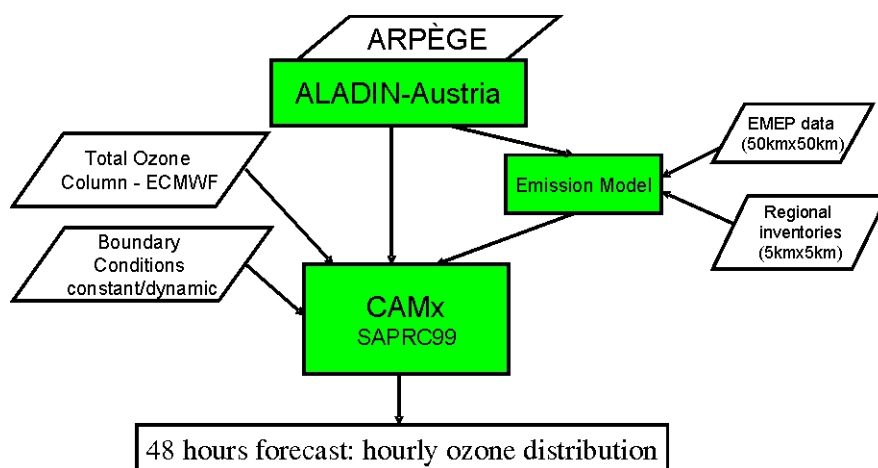 ARPÈGE
ALADIN-Austria
Total Ozone
Column - ECMWF
EMEP data
(50kmx50km)
Emission Model
Regional
inventories
(5kmx5km)
Boundary
Conditions
constant/dynamic
CAMx
SAPRC99
48 hours forecast: hourly ozone distribution